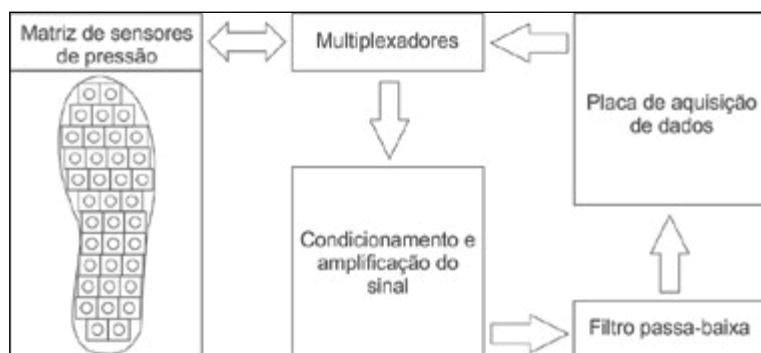 Matriz de sensores
de pressão
Multiplexadores
Placa de aquisição
de dados
Condicionamento e
amplificação do
sinal
Filtro passa-baixa